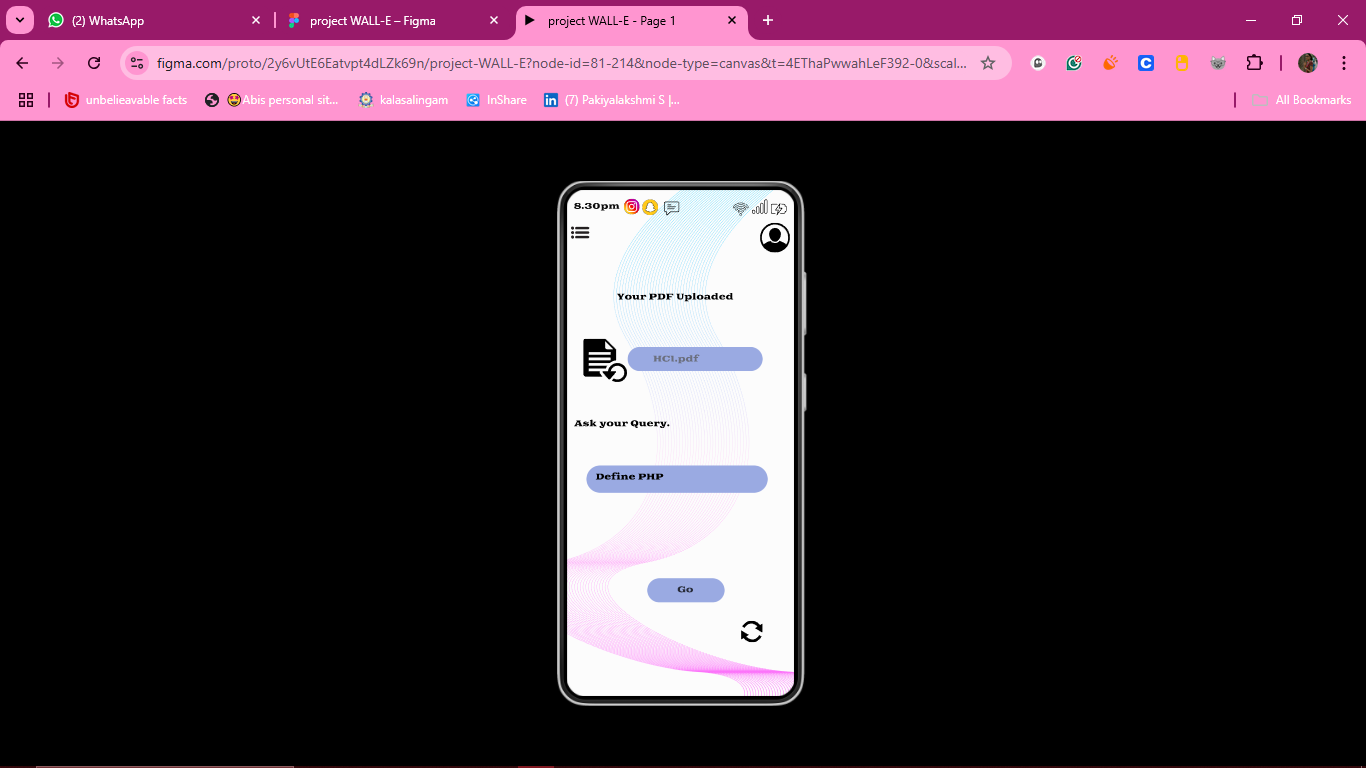 (2) WhatsApp
project WALL-E – Figma
project WALL-E - Page 1
figma.com/proto/2y6vUtE6Eatvpt4dLZk69n/project-WALL-E?node-id=81-214&node-type=canvas&t=4EThaPwwahLeF392-0&scal...
unbelieavable facts
Abis personal sit...
kalasalingam
InShare
(7) Pakiyalakshmi S |...
All Bookmarks
8.30pm
Your PDF Uploaded
HCI.pdf
Ask your Query.
Define PHP
Go